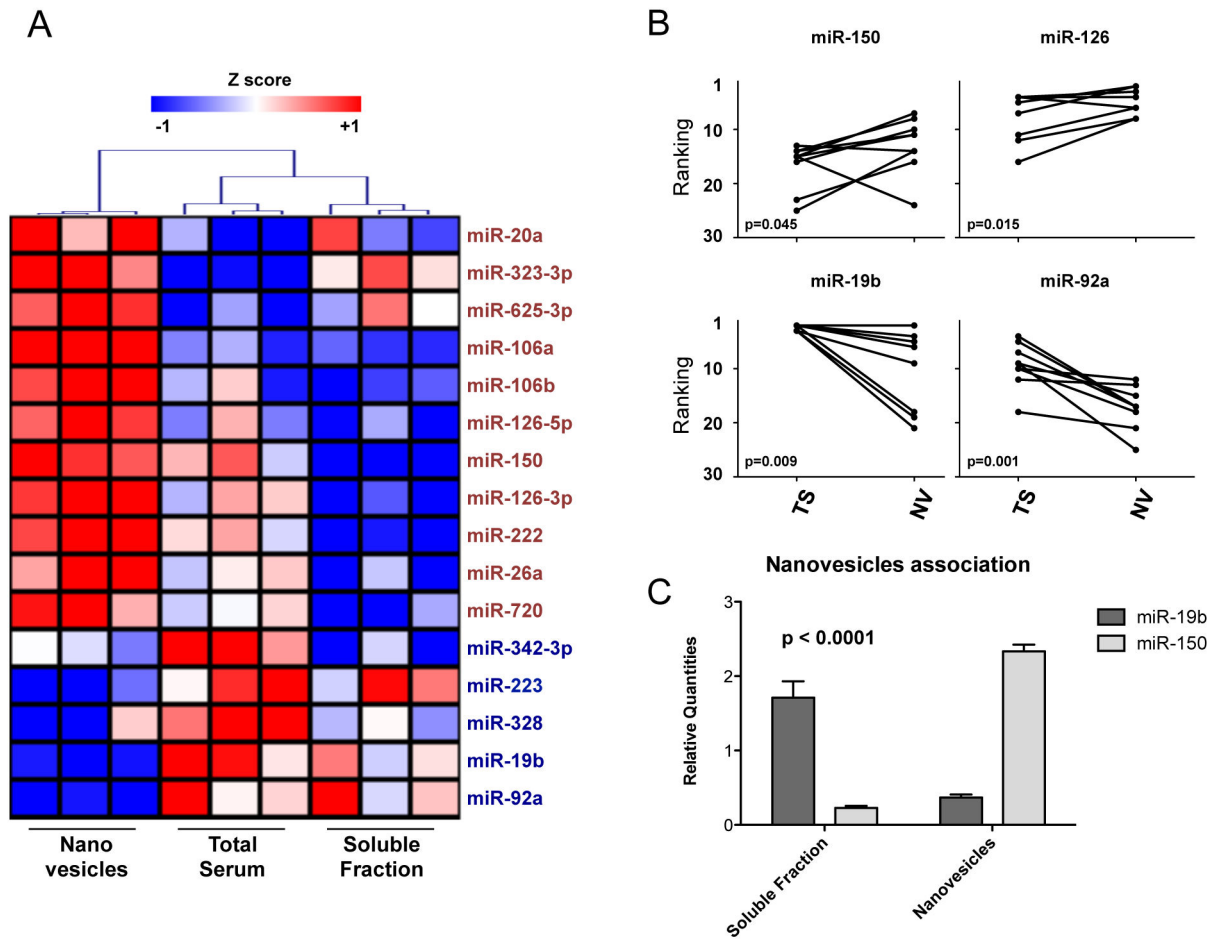 A
Z score
-1 +1
miR-20a
miR-323-3p
miR-625-3p
miR-106a
miR-106b
miR-126-5p
miR-150
miR-126-3p
miR-222
miR-26a
miR-720
miR-342-3p
miR-223
miR-328
miR-19b
miR-92a
Nano
vesicles
Total
Serum
Soluble
Fraction
B
miR-150
miR-126
Ranking
1
10
20
30
p=0.045
p=0.015
miR-19b
miR-92a
Ranking
1
10
20
30
p=0.009
p=0.001
TS
NV
TS
NV
C
Nanovesicles association
Relative Quantities
3
2
1
0
p < 0.0001
miR-19b
miR-150
Soluble Fraction
Nanovesicles